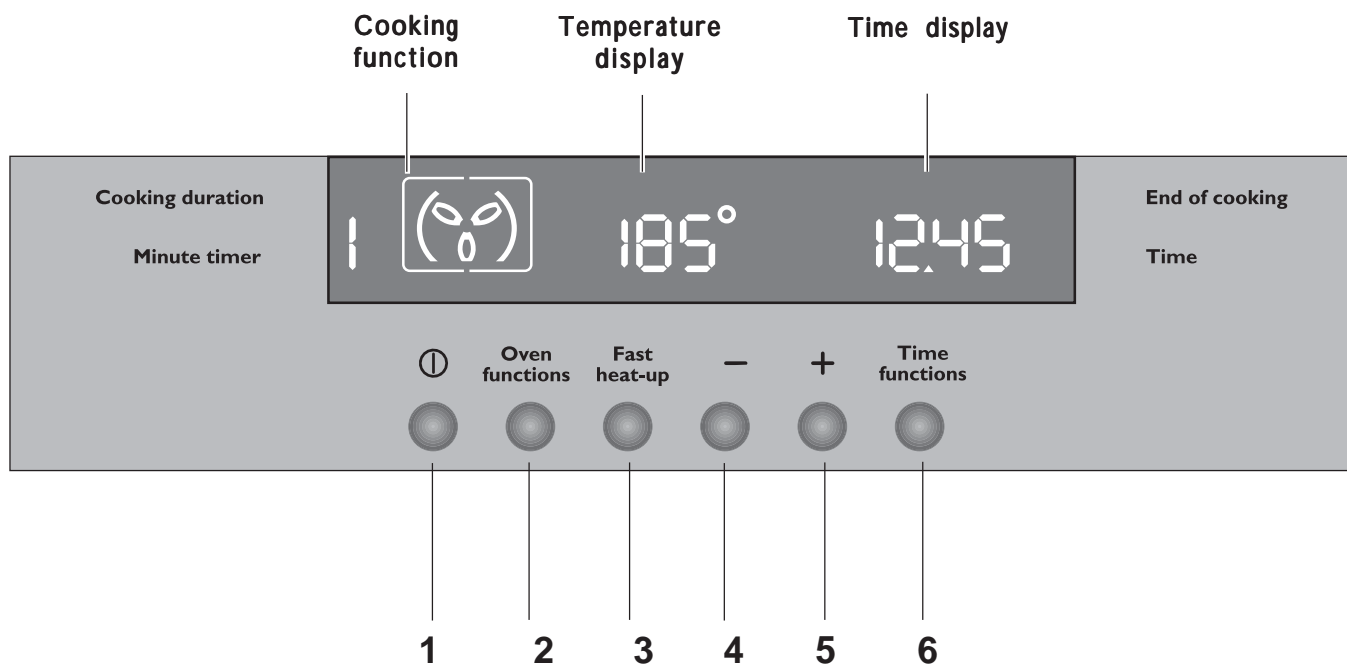 Cooking
function
Temperature
display
Time display
Cooking duration
End of cooking
1
185°
12.45
Minute timer
Time
Oven
functions
Fast
heat-up
–
+
Time
functions
1 2 3 4 5 6